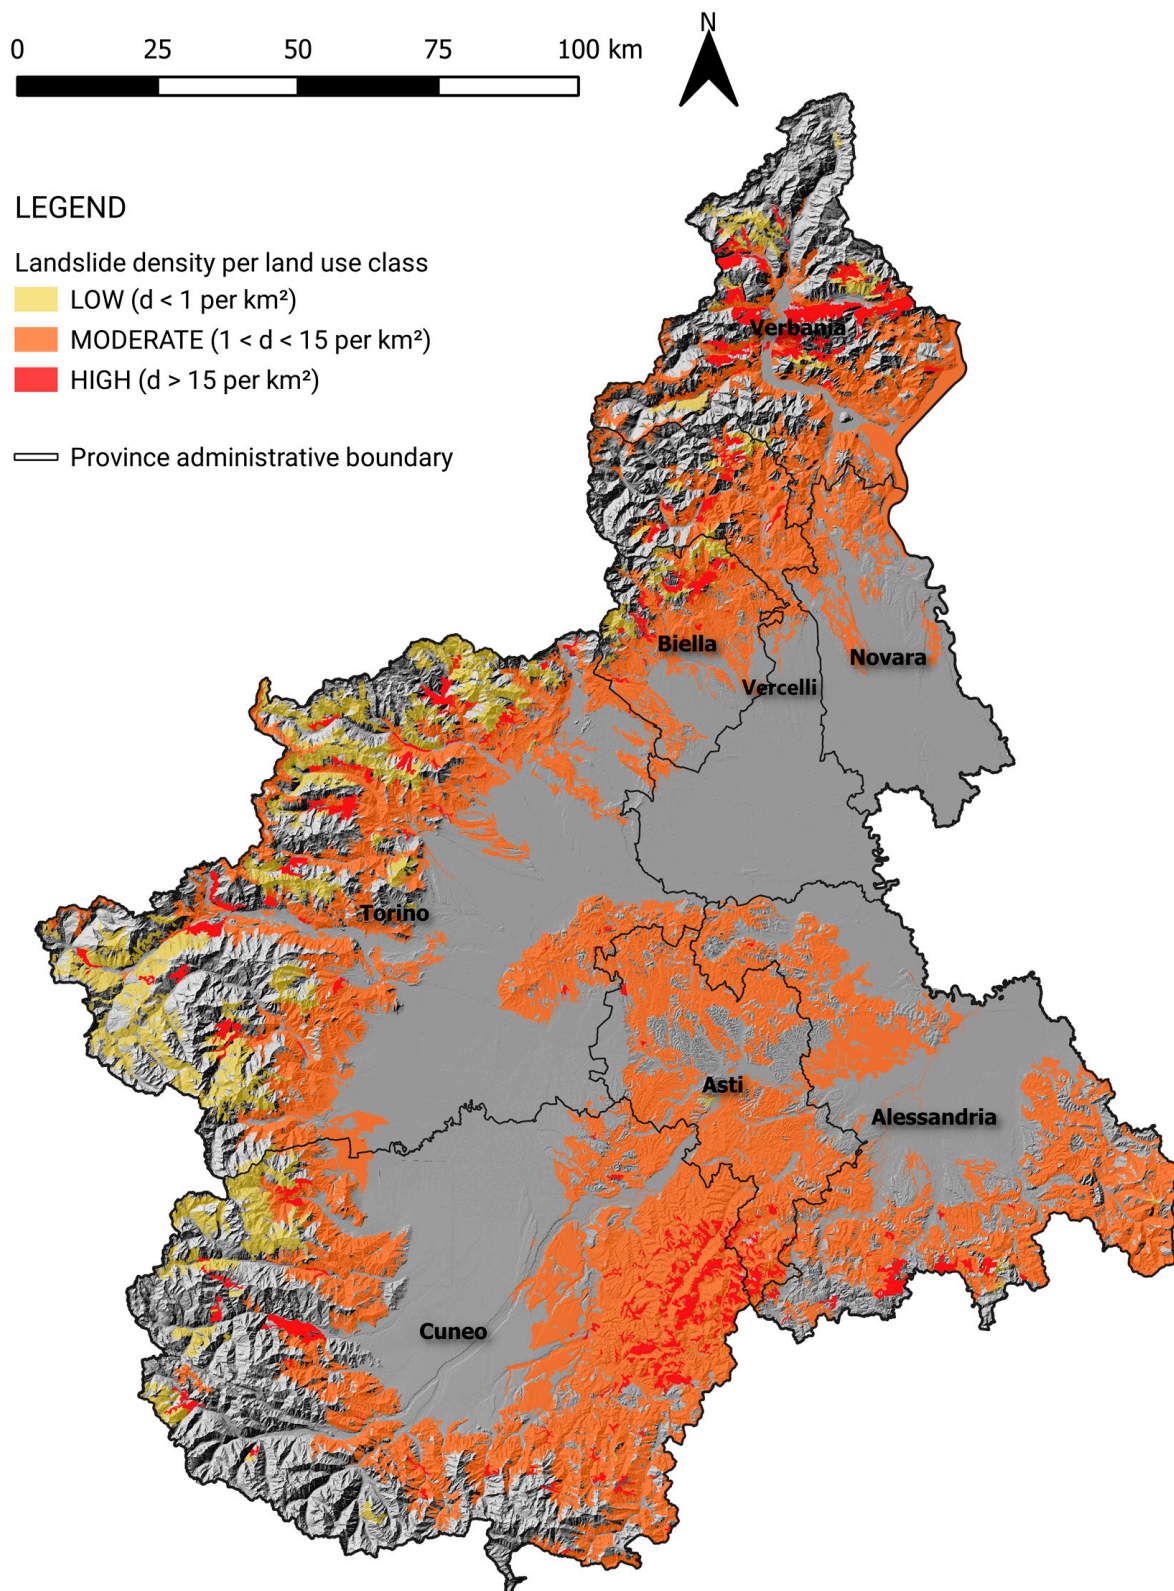 N
0 25 50 75 100 km
LEGEND
Landslide density per land use class
LOW (d < 1 per km²)
MODERATE (1 < d < 15 per km²)
HIGH (d > 15 per km²)
Province administrative boundary
Verbania
Biella
Novara
Vercelli
Torino
Asti
Alessandria
Cuneo